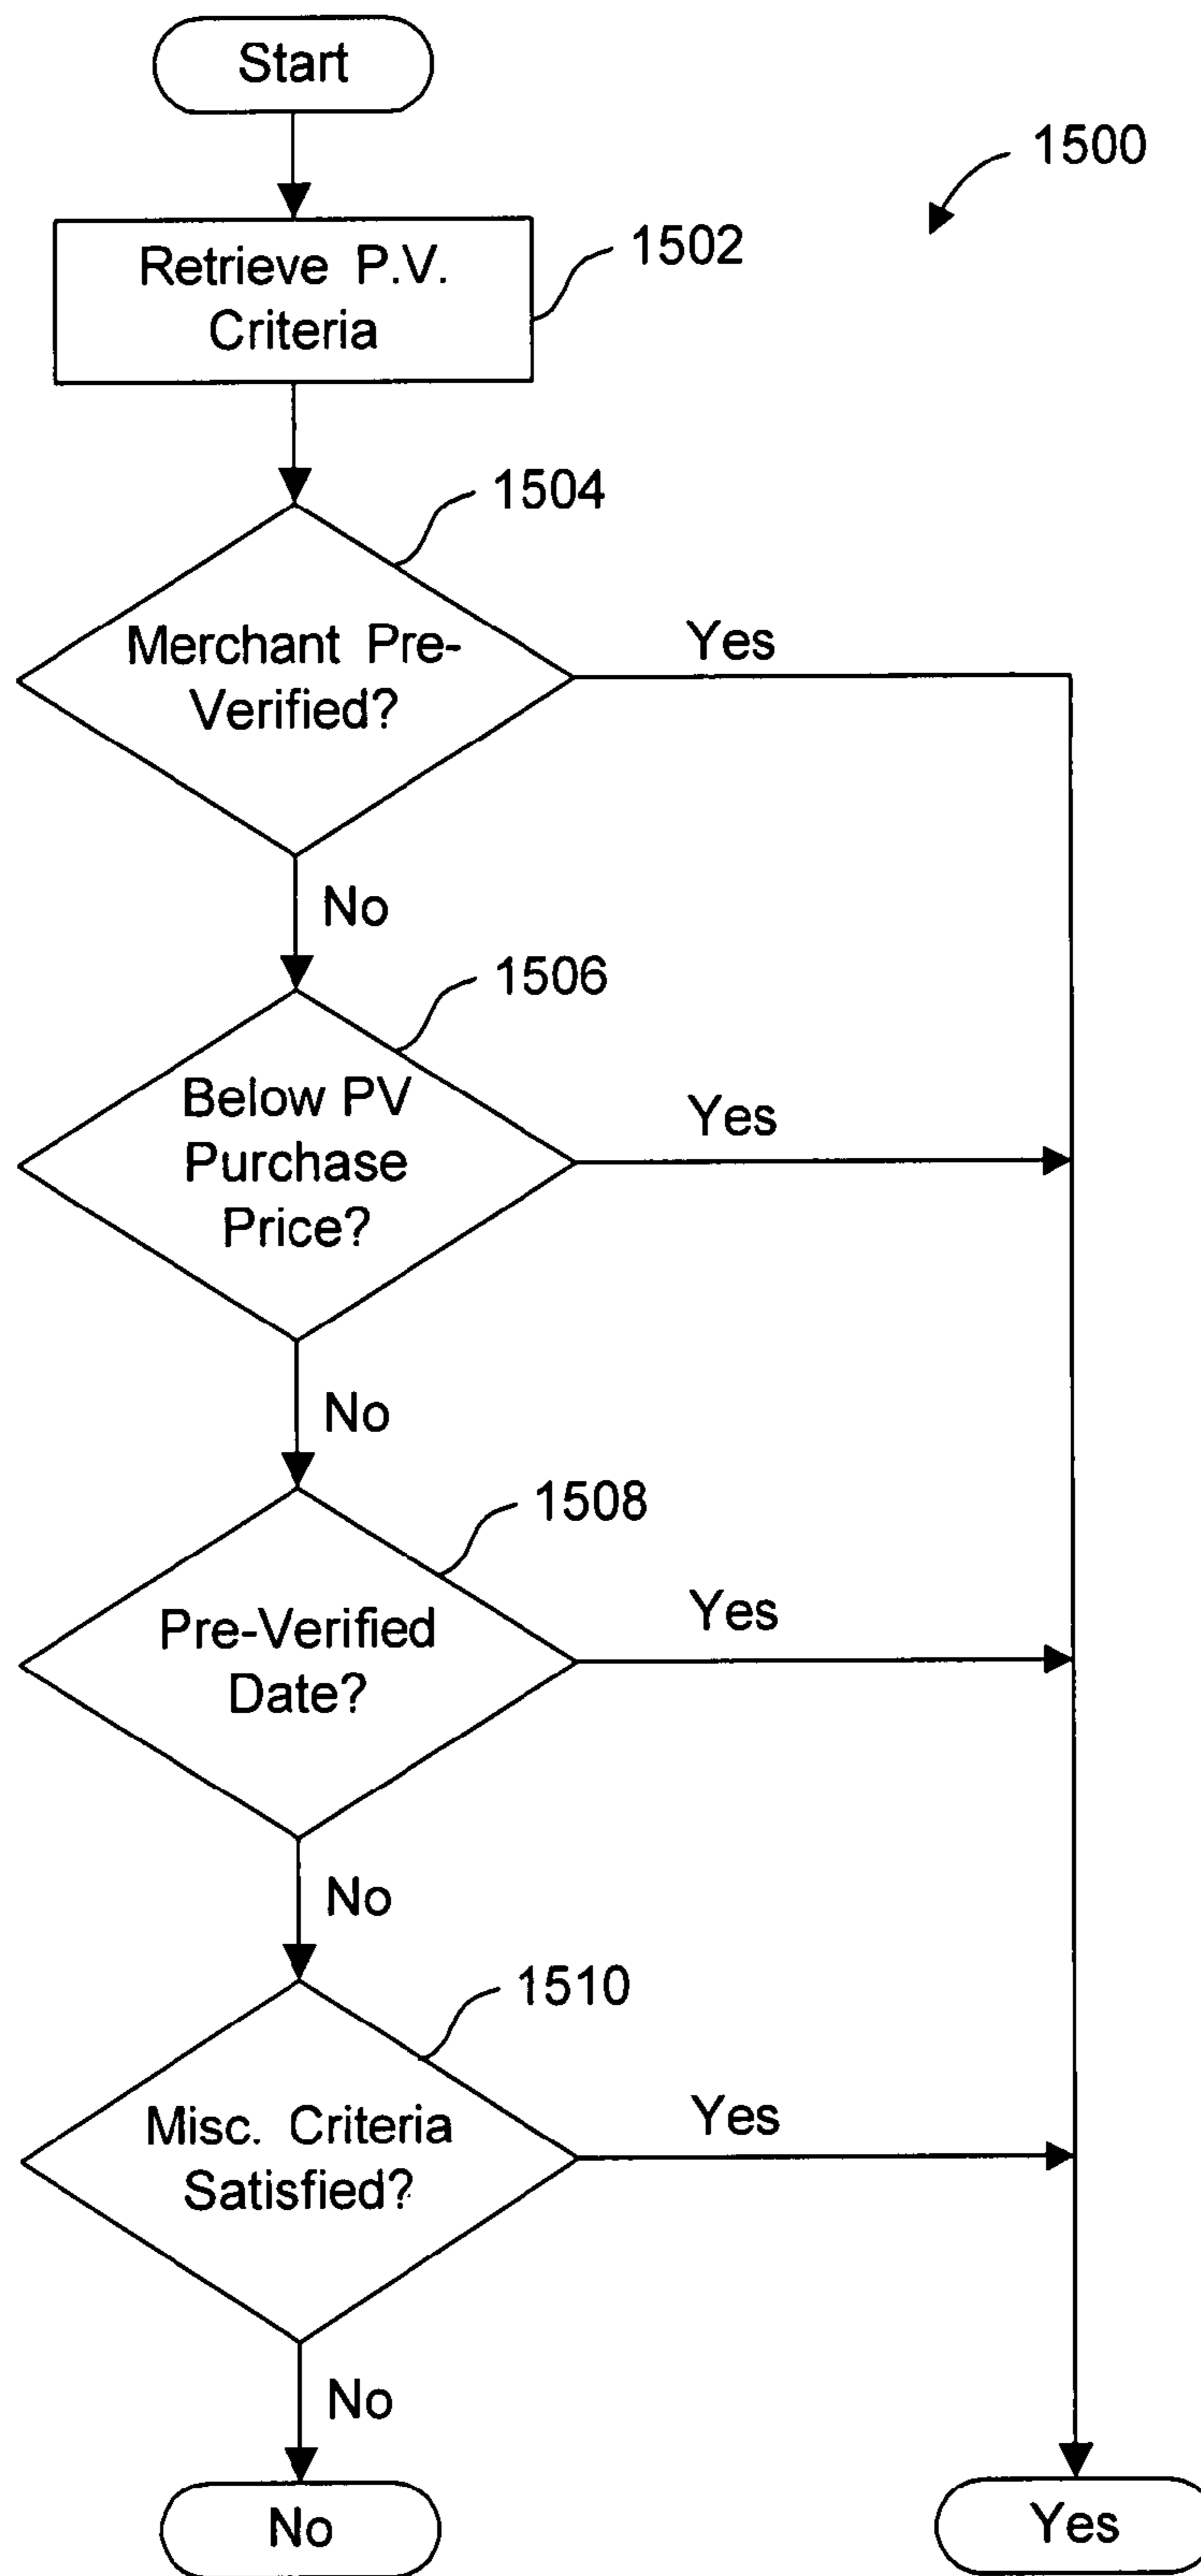 Start
1500
1502
Retrieve P.V.
Criteria
1504
Merchant Pre-
Verified?
Yes
No
1506
Below PV
Purchase
Price?
Yes
No
1508
Pre-Verified
Date?
Yes
No
1510
Misc. Criteria
Satisfied?
Yes
No
No
Yes